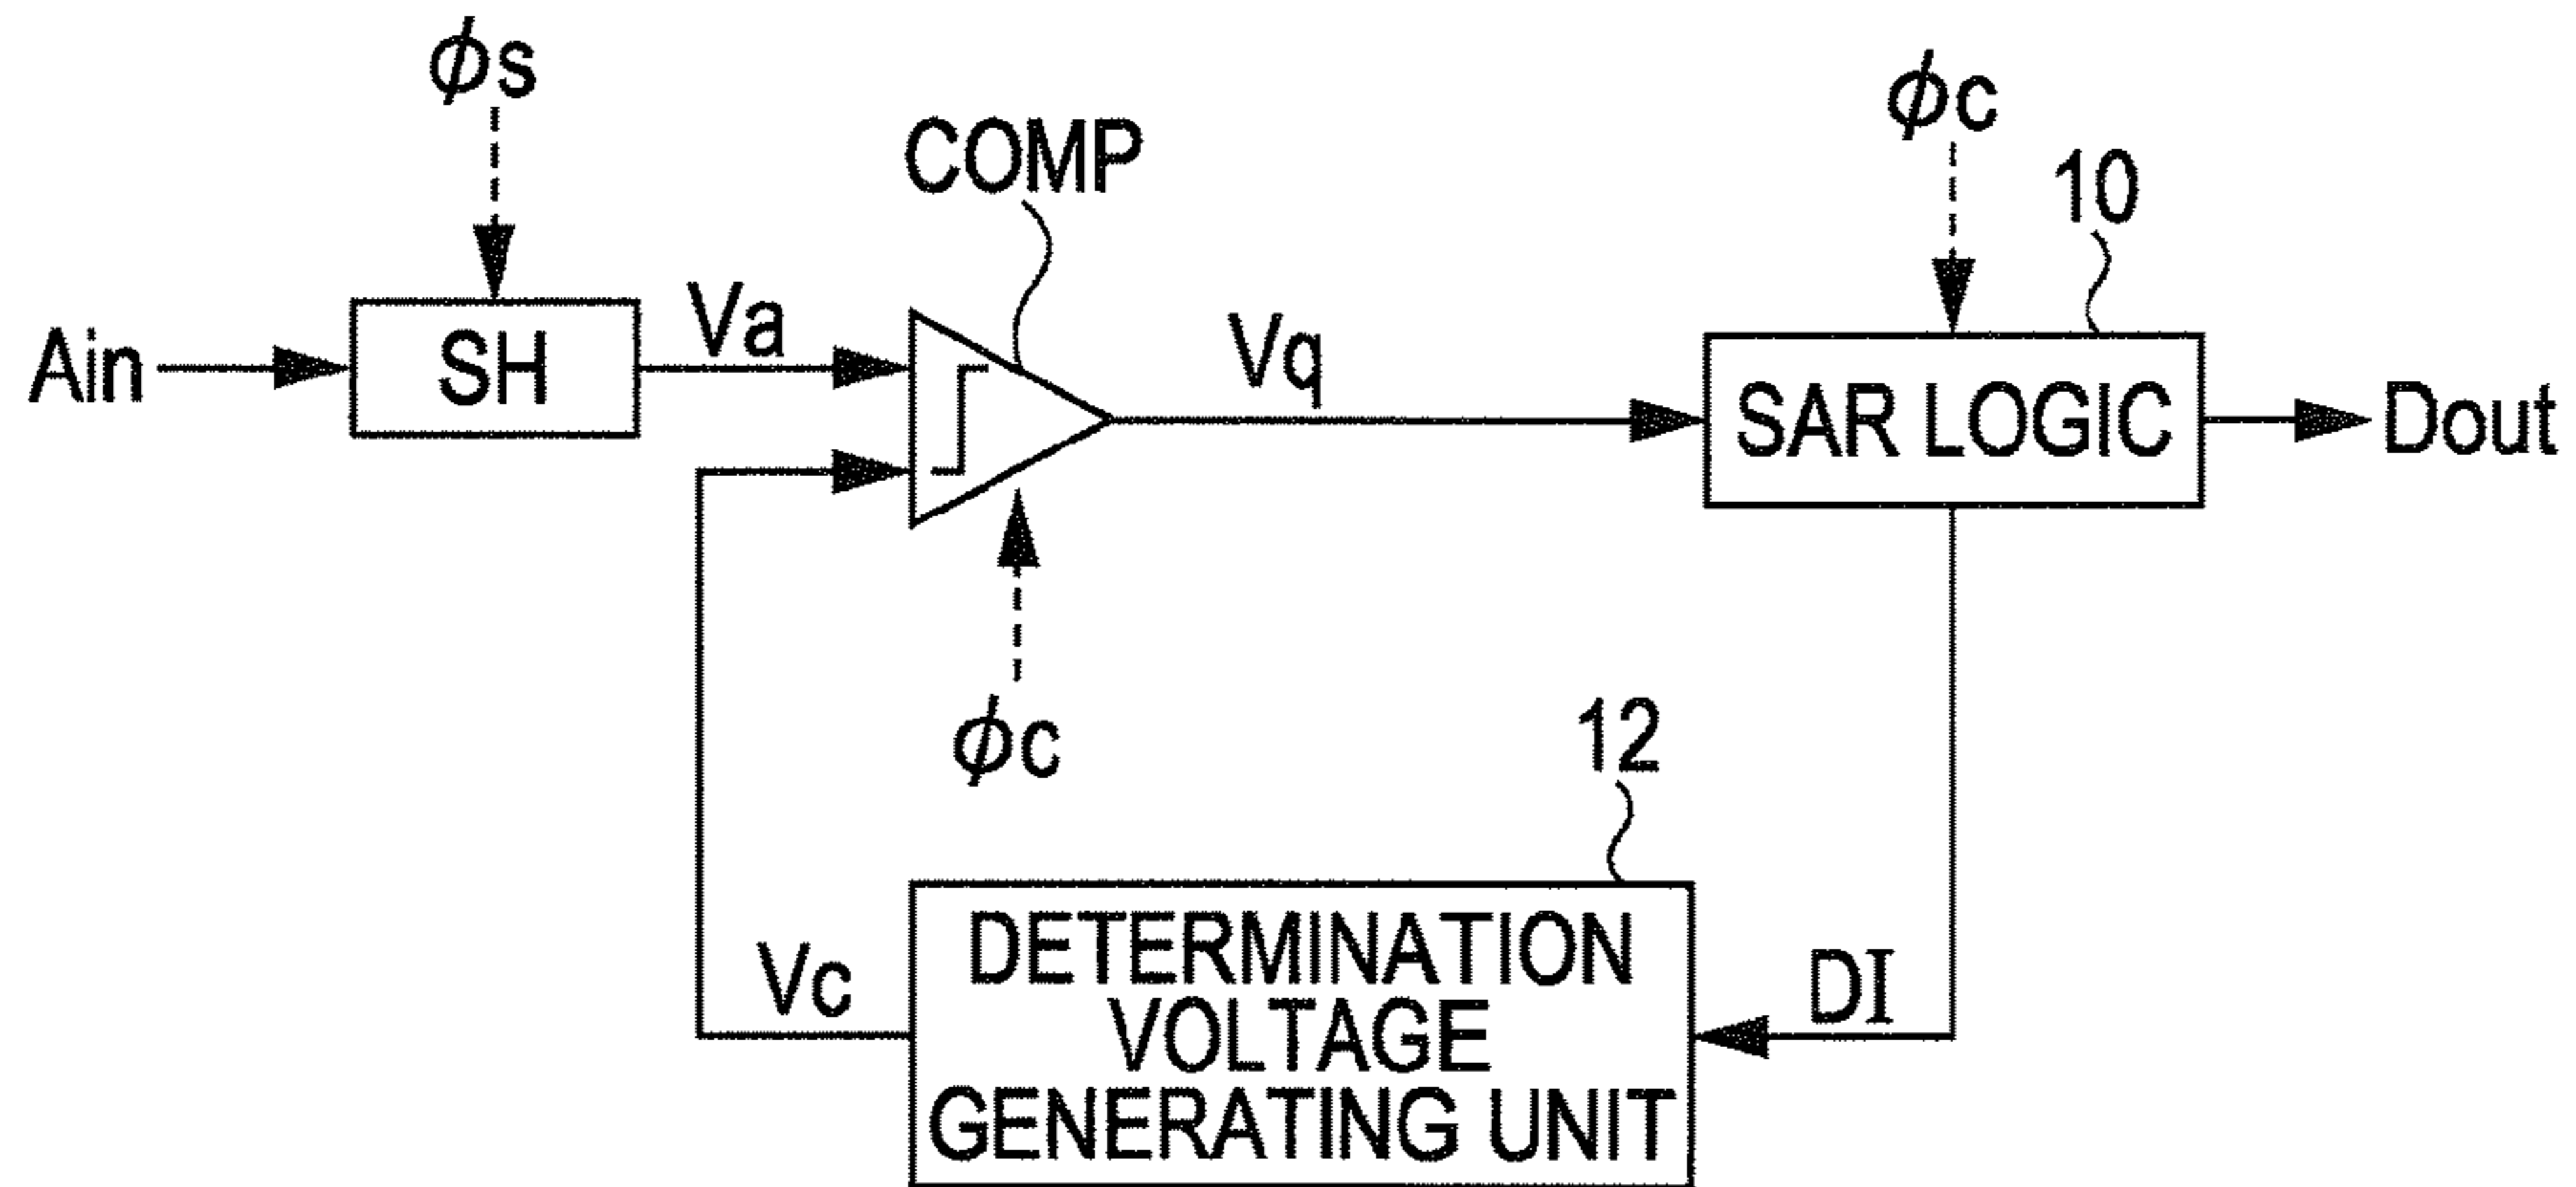 ϕs
ϕc
COMP
10
Ain
SH
Va
Vq
SAR LOGIC
Dout
ϕc
12
DETERMINATION
VOLTAGE
GENERATING UNIT
Vc
DI